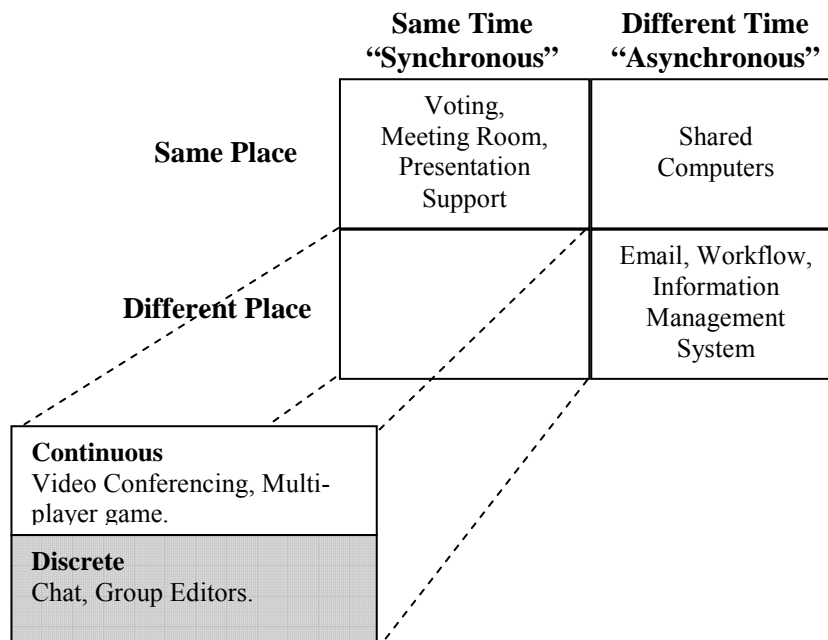 Same Time
“Synchronous”
Different Time
“Asynchronous”
Same Place
Voting,
Meeting Room,
Presentation
Support
Shared
Computers
Different Place
Email, Workflow,
Information
Management
System
Continuous
Video Conferencing, Multi-
player game.
Discrete
Chat, Group Editors.